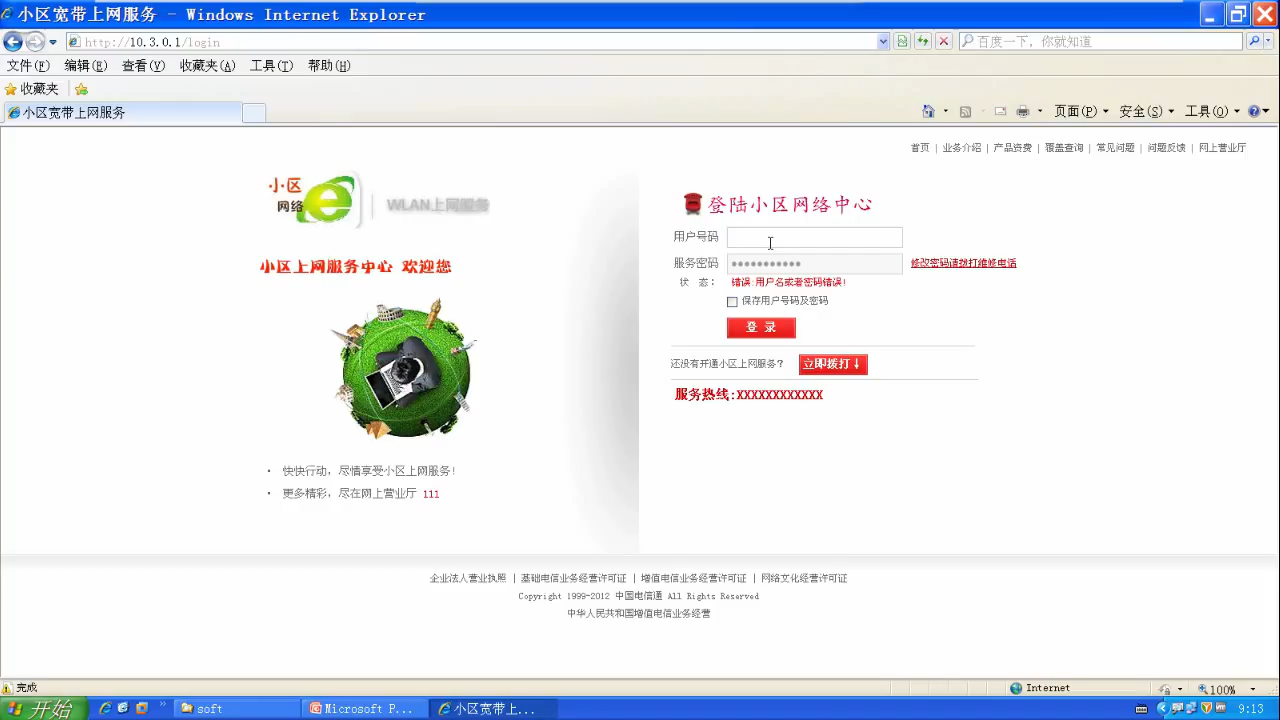 小区宽带上网服务 - Windows Internet Explorer
http://10.3.0.1/login
百度一下，你就知道
文件(F) 编辑(E) 查看(V) 收藏夹(A) 工具(T) 帮助(H)
收藏夹
小区宽带上网服务
页面(P) 安全(S) 工具(O)
首页 | 业务介绍 | 产品资费 | 覆盖查询 | 常见问题 | 问题反馈 | 网上营业厅
小区
网络
WLAN上网服务
小区上网服务中心 欢迎您
• 快快行动，尽情享受小区上网服务!
• 更多精彩，尽在网上营业厅 111
登陆小区网络中心
用户号码
服务密码 ●●●●●●●●●●● 修改密码请拨打维修电话
状 态： 错误:用户名或者密码错误!
保存用户号码及密码
登 录
还没有开通小区上网服务？ 立即拨打↓
服务热线:XXXXXXXXXXXX
企业法人营业执照 | 基础电信业务经营许可证 | 增值电信业务经营许可证 | 网络文化经营许可证
Copyright 1999-2012 中国电信通 All Rights Reserved
中华人民共和国增值电信业务经营
完成
Internet
100%
开始
soft
Microsoft P...
小区宽带上...
9:13